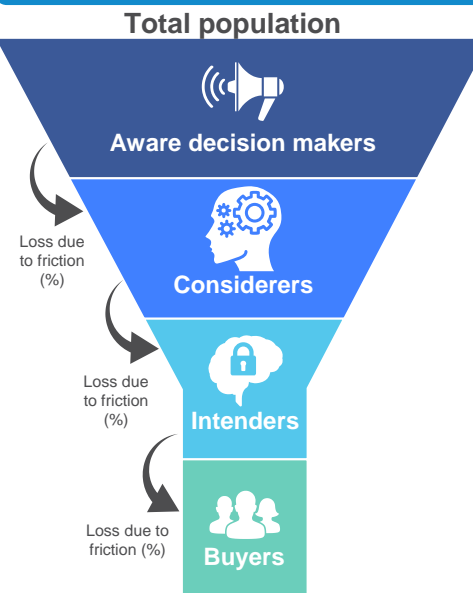 Total population
Aware decision makers
Loss due
to friction
(%)
Considerers
Loss due
to friction
(%)
Intenders
Loss due to
friction (%)
Buyers